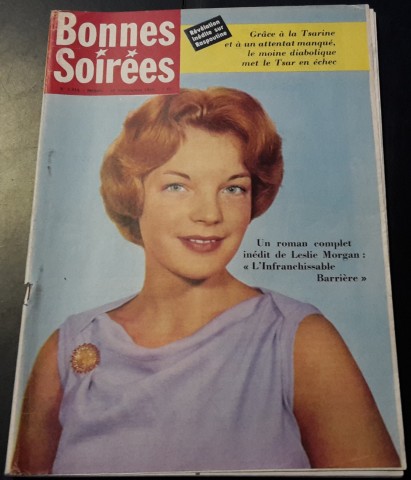 Bonnes
Soirées
Révélation
inédite sur
Raspoutine
Grâce à la Tsarine
et à un attentat manqué,
le moine diabolique
met le Tsar en échec
Un roman complet
inédit de Leslie Morgan :
« L'Infranchissable
Barrière »